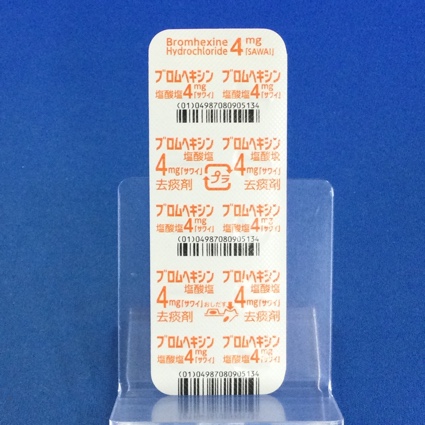 Bromhexine 4mg
Hydrochloride「SAWAI」
ブロムヘキシン ブロムヘキシン
塩酸塩4mg「サワイ」 塩酸塩4mg「サワイ」
(01)04987080905134
ブロムヘキシン ブロムヘキシン
塩酸塩 塩酸塩
4mg「サワイ」 プラ 4mg「サワイ」
去痰剤 去痰剤
ブロムヘキシン ブロムヘキシン
塩酸塩4mg「サワイ」 塩酸塩4mg「サワイ」
(01)04987080905134
ブロムヘキシン ブロムヘキシン
塩酸塩 塩酸塩
4mg「サワイ」 おしだす 4mg「サワイ」
去痰剤 去痰剤
ブロムヘキシン ブロムヘキシン
塩酸塩4mg「サワイ」 塩酸塩4mg「サワイ」
(01)04987080905134